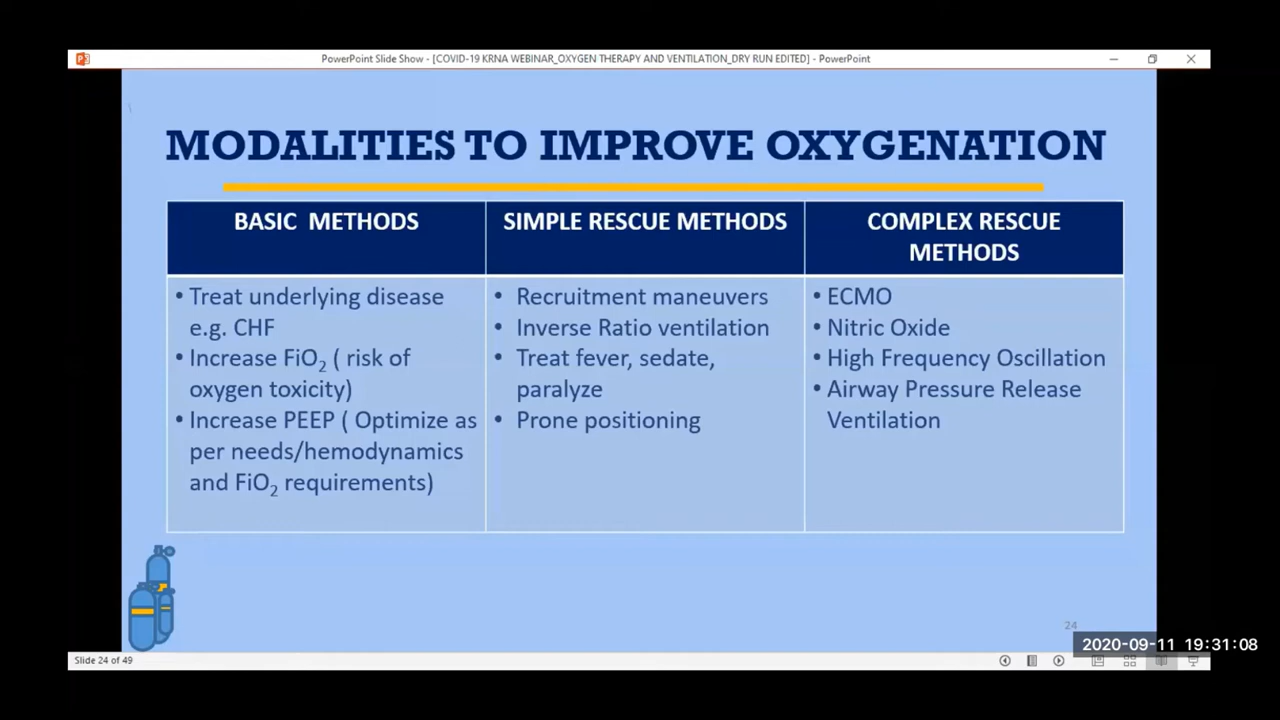 PowerPoint Slide Show - [COVID-19 KRNA WEBINAR_OXYGEN THERAPY AND VENTILATION_DRY RUN EDITED] - PowerPoint
MODALITIES TO IMPROVE OXYGENATION
BASIC METHODS
• Treat underlying disease
e.g. CHF
• Increase FiO₂ ( risk of
oxygen toxicity)
• Increase PEEP ( Optimize as
per needs/hemodynamics
and FiO₂ requirements)
SIMPLE RESCUE METHODS
• Recruitment maneuvers
• Inverse Ratio ventilation
• Treat fever, sedate,
paralyze
• Prone positioning
COMPLEX RESCUE
METHODS
• ECMO
• Nitric Oxide
• High Frequency Oscillation
• Airway Pressure Release
Ventilation
24
2020-09-11 19:31:08
Slide 24 of 49